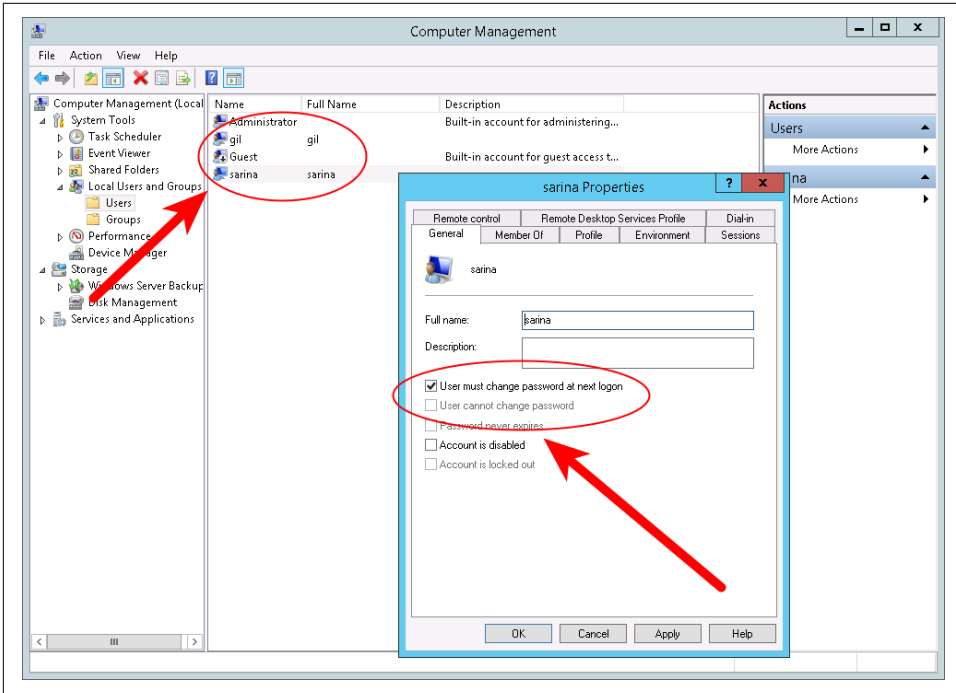 Computer Management
File Action View Help
Computer Management (Local
System Tools
Task Scheduler
Event Viewer
Shared Folders
Local Users and Groups
Users
Groups
Performance
Device Manager
Storage
Windows Server Backup
Disk Management
Services and Applications
Name Full Name Description
Administrator Built-in account for administering...
gil gil
Guest Built-in account for guest access t...
sarina sarina
Actions
Users
More Actions
na
More Actions
sarina Properties
Remote control Remote Desktop Services Profile Dial-in
General Member Of Profile Environment Sessions
sarina
Full name: sarina
Description:
User must change password at next logon
User cannot change password
Password never expires
Account is disabled
Account is locked out
OK Cancel Apply Help